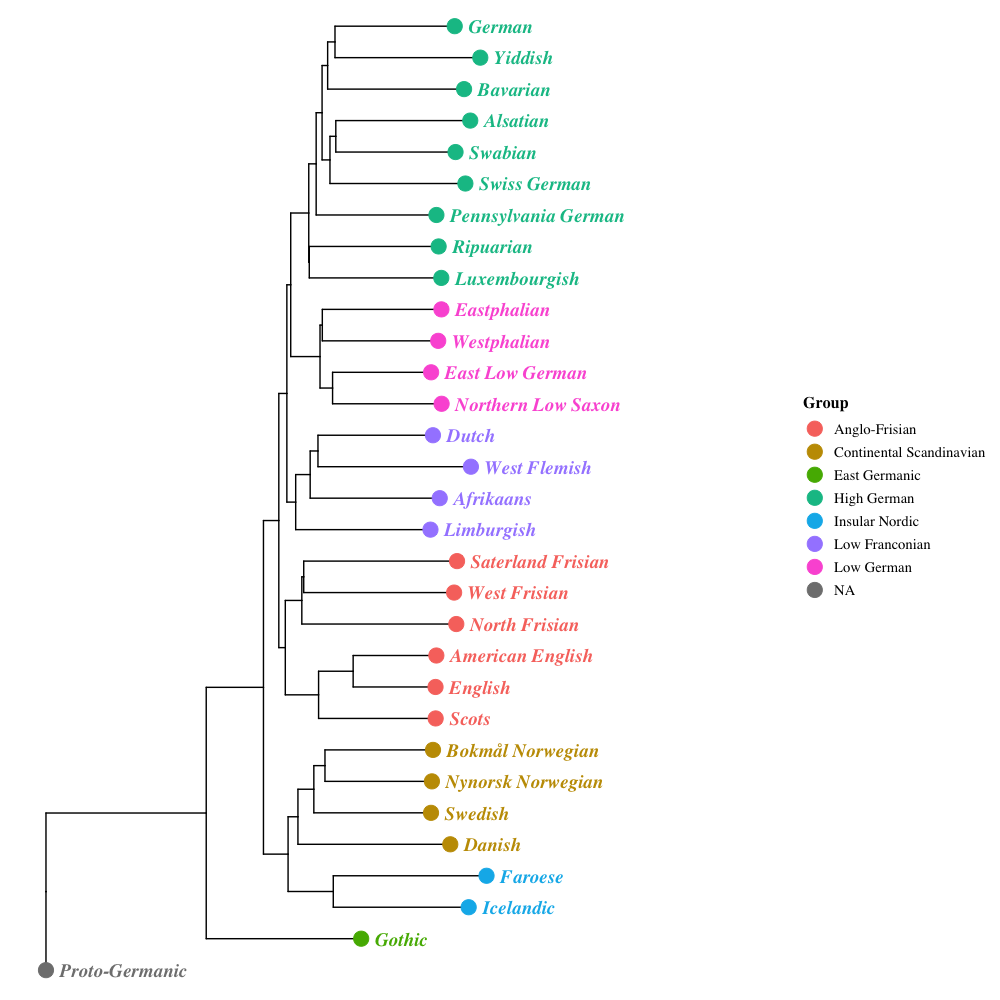 German
Yiddish
Bavarian
Alsatian
Swabian
Swiss German
Pennsylvania German
Ripuarian
Luxembourgish
Eastphalian
Westphalian
East Low German
Northern Low Saxon
Dutch
West Flemish
Afrikaans
Limburgish
Saterland Frisian
West Frisian
North Frisian
American English
English
Scots
Bokmål Norwegian
Nynorsk Norwegian
Swedish
Danish
Faroese
Icelandic
Gothic
Proto-Germanic
Group
Anglo-Frisian
Continental Scandinavian
East Germanic
High German
Insular Nordic
Low Franconian
Low German
NA